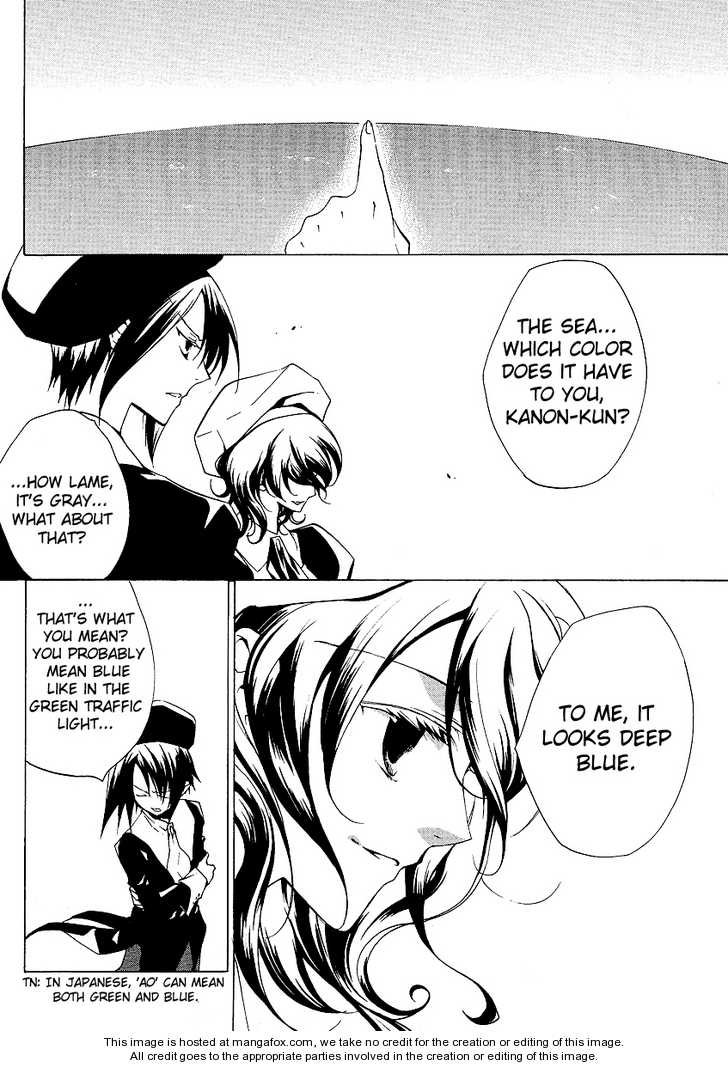 THE SEA...
WHICH COLOR
DOES IT HAVE
TO YOU,
KANON-KUN?
...HOW LAME,
IT'S GRAY...
WHAT ABOUT
THAT?
TO ME, IT
LOOKS DEEP
BLUE.
...
THAT'S WHAT
YOU MEAN?
YOU PROBABLY
MEAN BLUE
LIKE IN THE
GREEN TRAFFIC
LIGHT...
TN: IN JAPANESE, 'AO' CAN MEAN
BOTH GREEN AND BLUE.
This image is hosted at mangafox.com, we take no credit for the creation or editing of this image.
All credit goes to the appropriate parties involved in the creation or editing of this image.